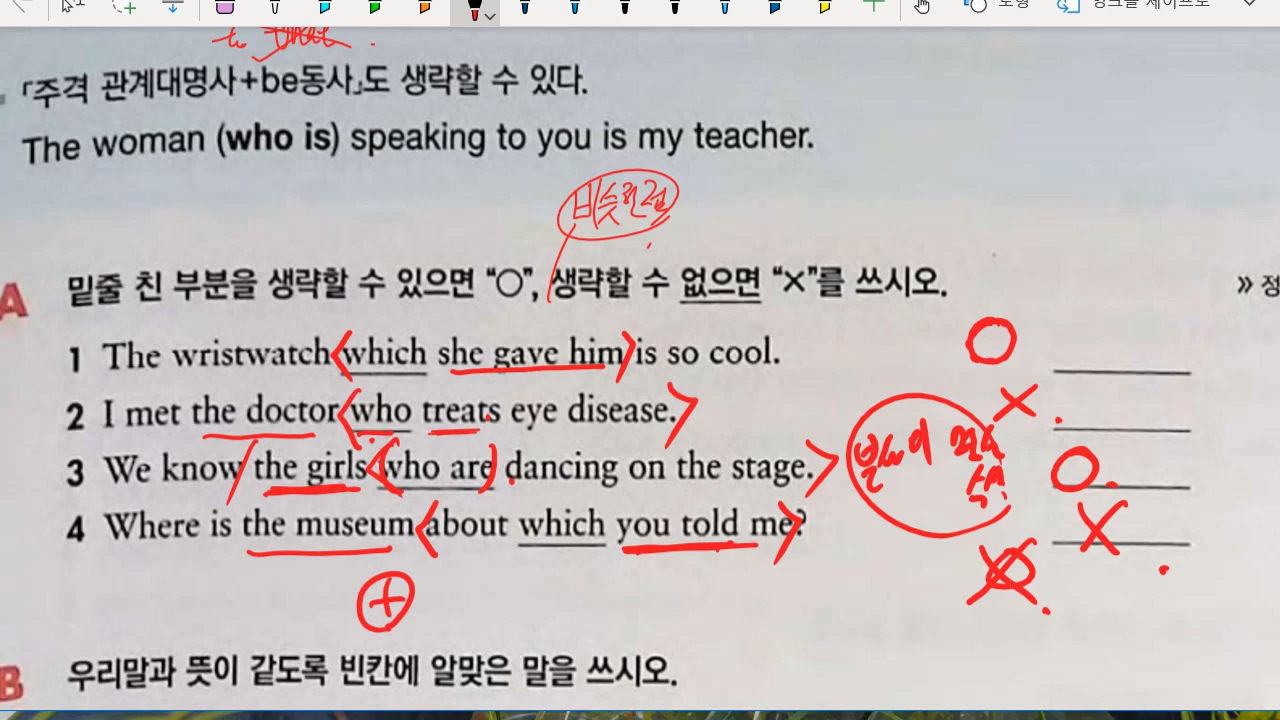 to that.
「주격 관계대명사+be동사」도 생략할 수 있다.
The woman (who is) speaking to you is my teacher.
A 밑줄 친 부분을 생략할 수 있으면 “○”, 생략할 수 없으면 “×”를 쓰시오. » 정
1 The wristwatch which she gave him is so cool. O
2 I met the doctor who treats eye disease. X
3 We know the girls who are dancing on the stage. O
4 Where is the museum about which you told me? X
B 우리말과 뜻이 같도록 빈칸에 알맞은 말을 쓰시오.